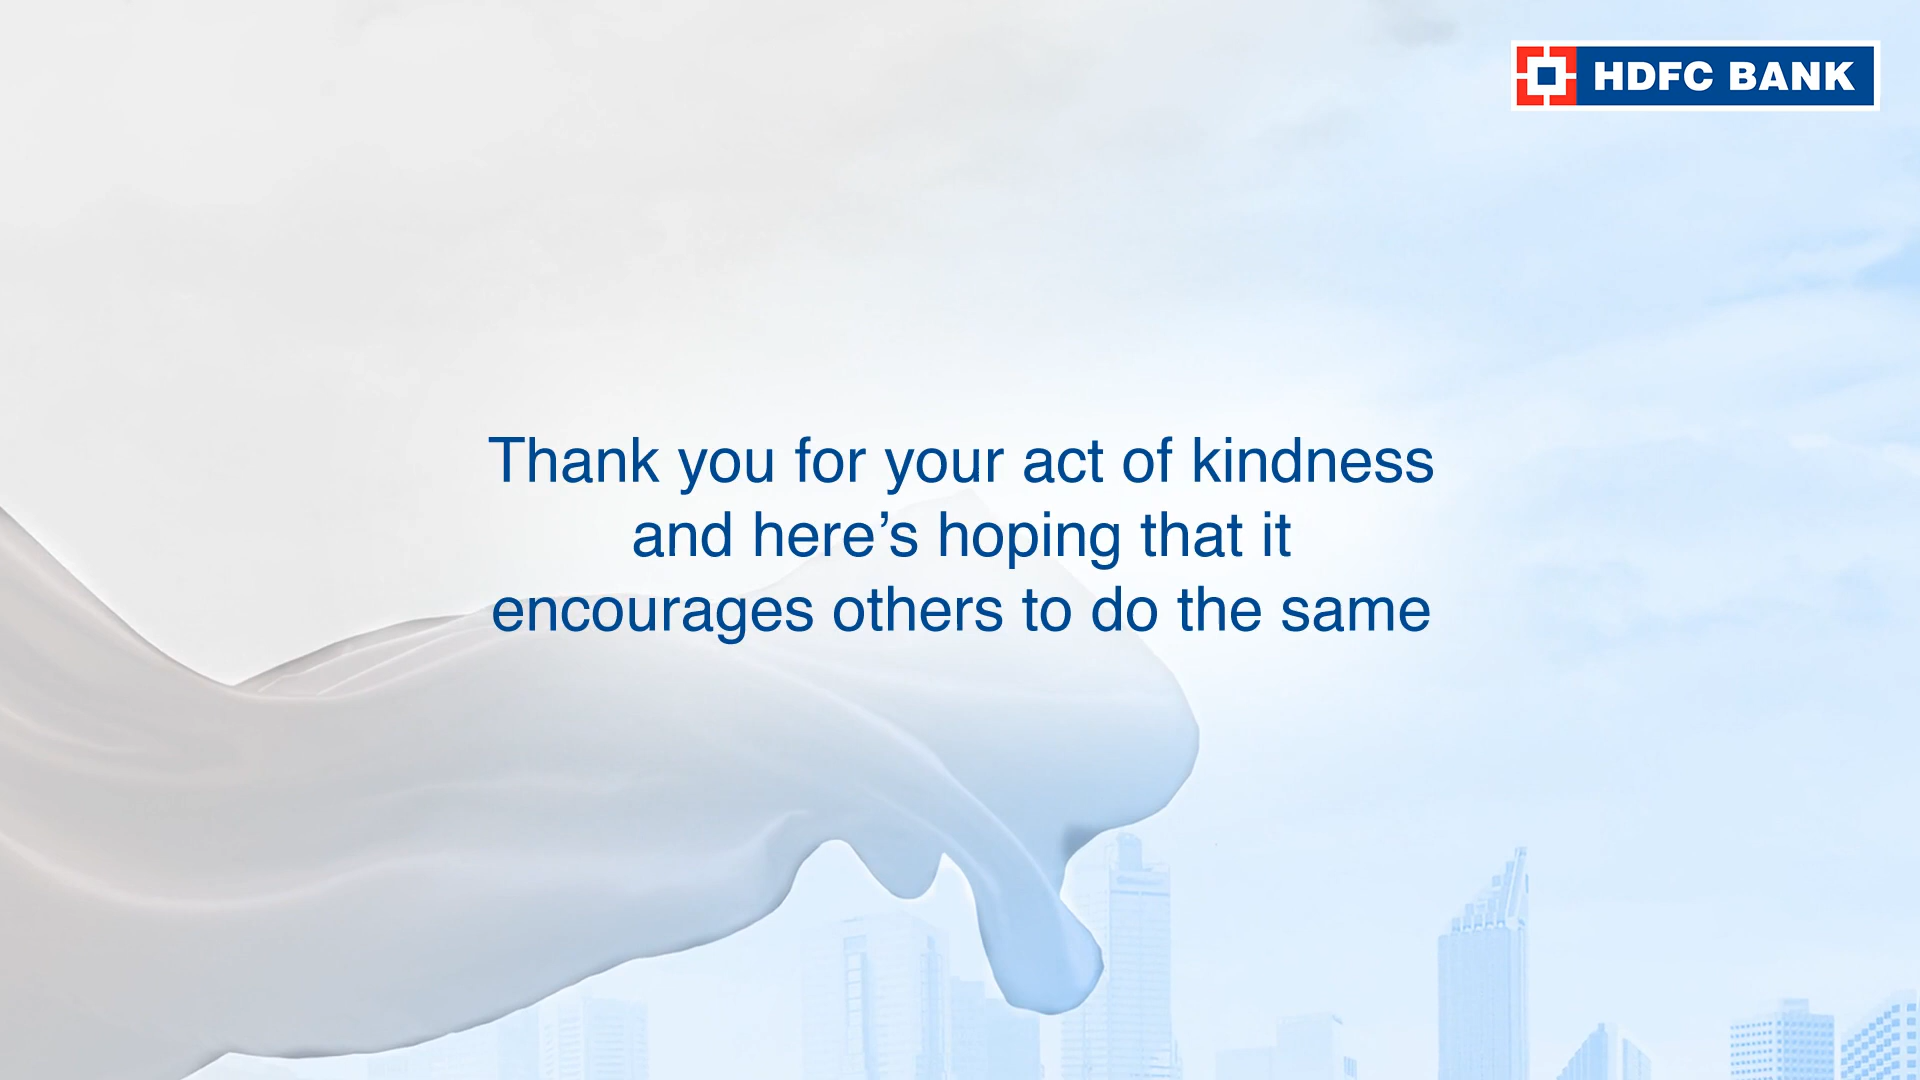 HDFC BANK
Thank you for your act of kindness
and here’s hoping that it
encourages others to do the same